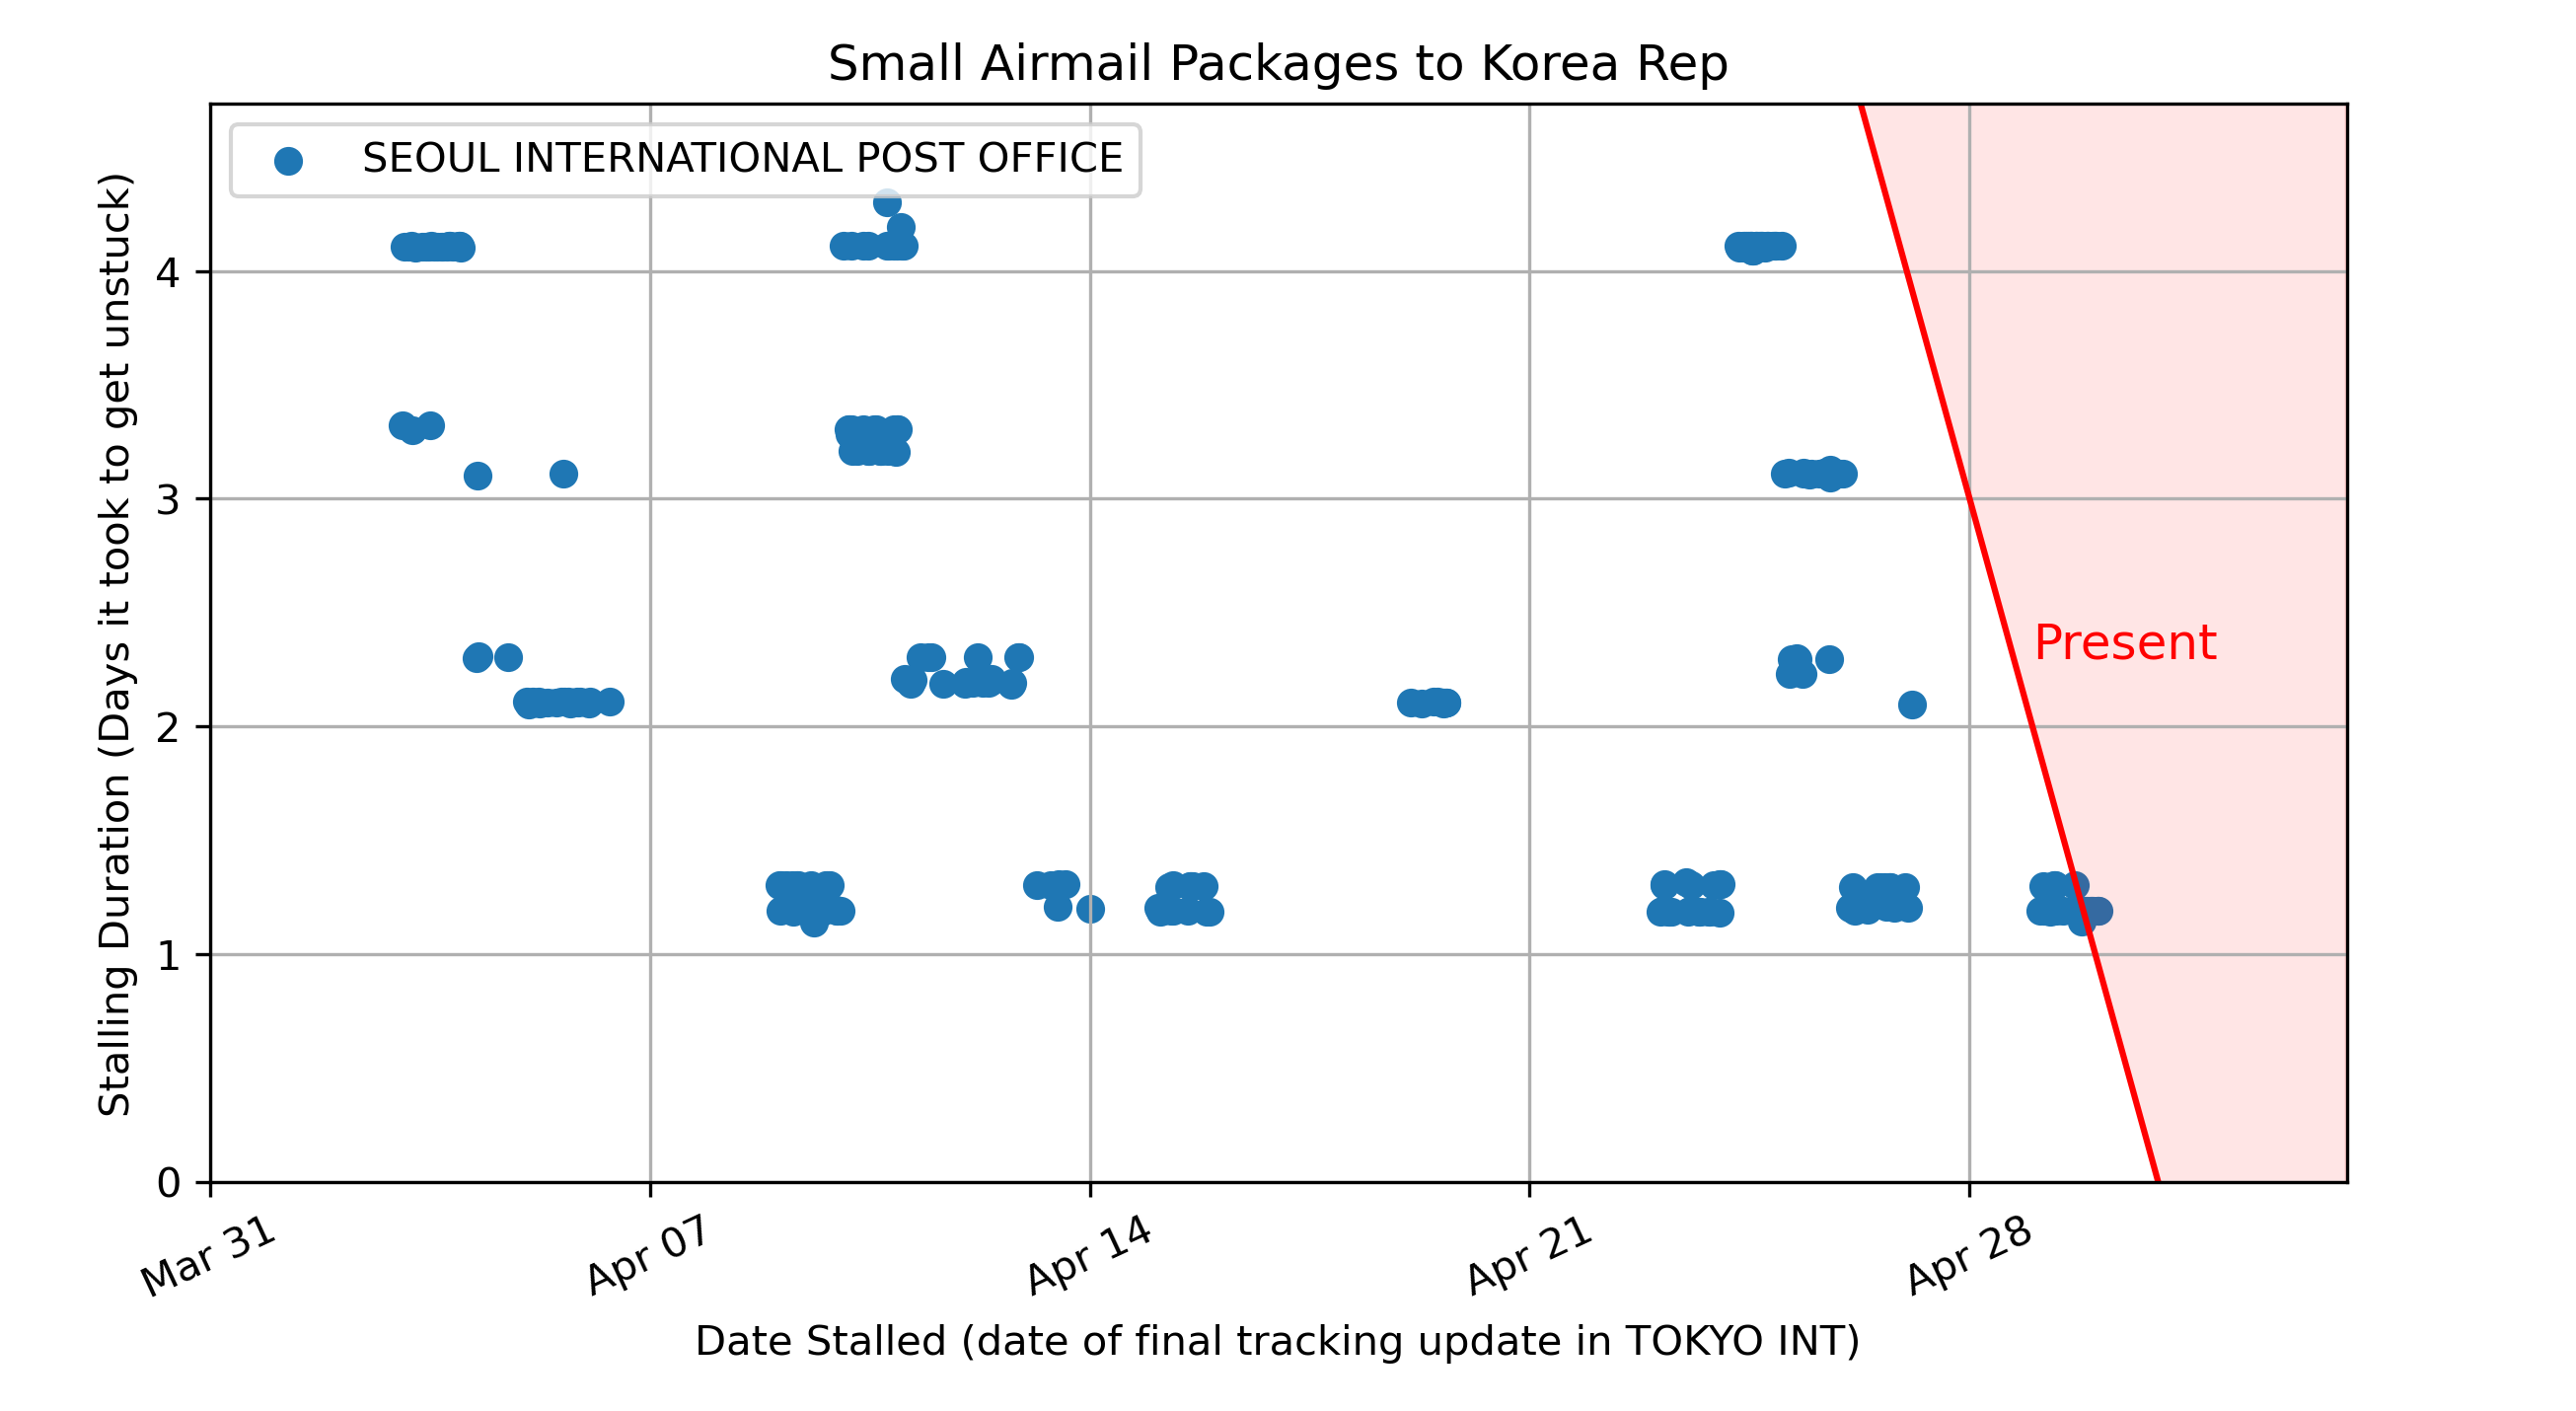 Small Airmail Packages to Korea Rep
SEOUL INTERNATIONAL POST OFFICE
Stalling Duration (Days it took to get unstuck)
4
3
2
1
0
Present
Mar 31
Apr 07
Apr 14
Apr 21
Apr 28
Date Stalled (date of final tracking update in TOKYO INT)